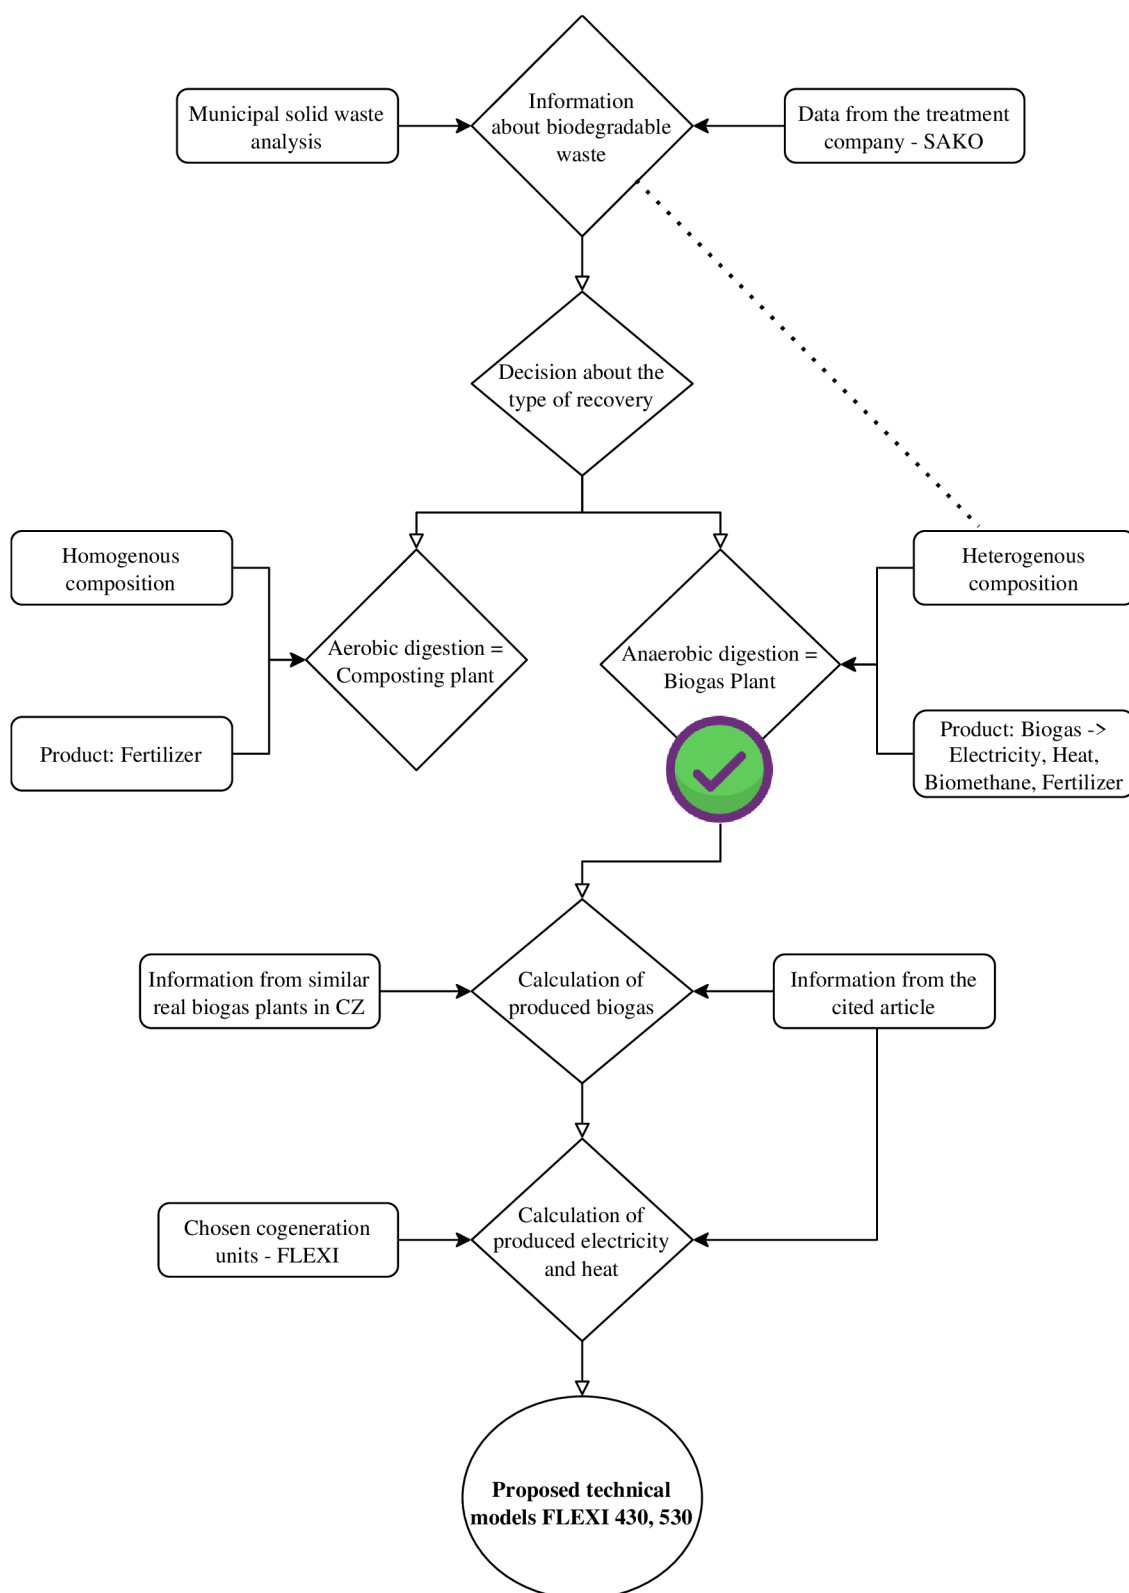 Information
about biodegradable
waste
Municipal solid waste
analysis
Data from the treatment
company - SAKO
Decision about the
type of recovery
Homogenous
composition
Heterogenous
composition
Aerobic digestion =
Composting plant
Anaerobic digestion =
Biogas Plant
Product: Fertilizer
Product: Biogas ->
Electricity, Heat,
Biomethane, Fertilizer
Information from similar
real biogas plants in CZ
Calculation of
produced biogas
Information from the
cited article
Chosen cogeneration
units - FLEXI
Calculation of
produced electricity
and heat
Proposed technical
models FLEXI 430, 530